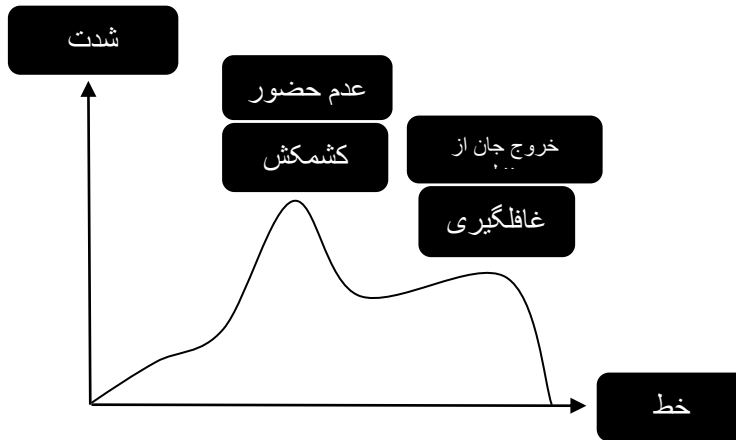 شدت
عدم حضور
کشمکش
خروج جان از
غافلگیری
خط